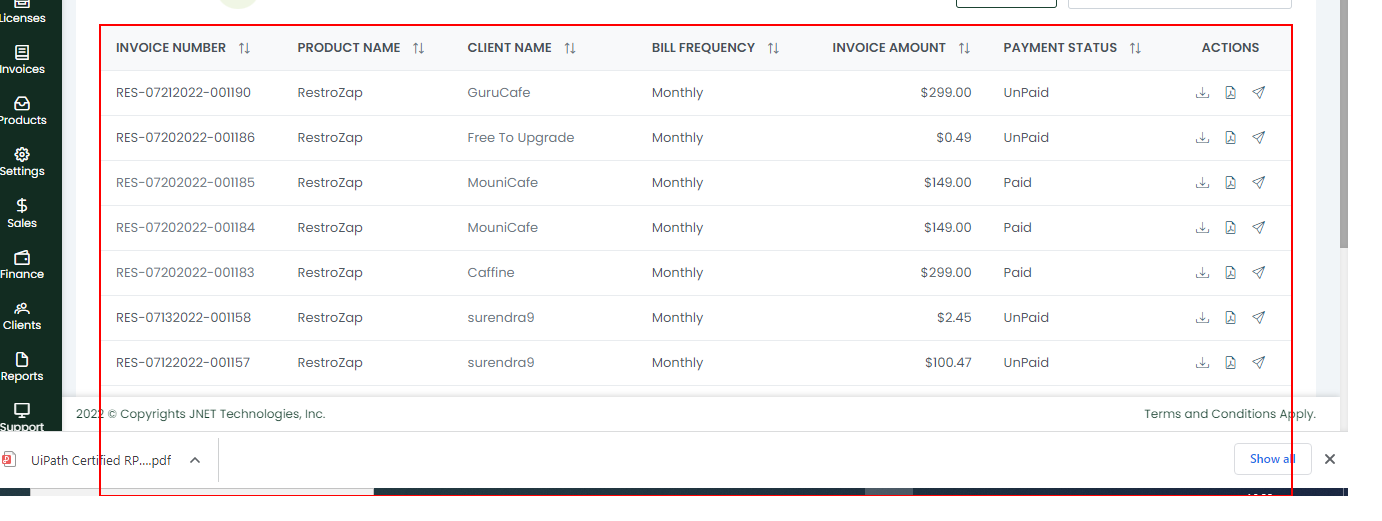 Licenses
Invoices
Products
Settings
Sales
Finance
Clients
Reports
Support
INVOICE NUMBER PRODUCT NAME CLIENT NAME BILL FREQUENCY INVOICE AMOUNT PAYMENT STATUS ACTIONS
RES-07212022-001190 RestroZap GuruCafe Monthly $299.00 UnPaid
RES-07202022-001186 RestroZap Free To Upgrade Monthly $0.49 UnPaid
RES-07202022-001185 RestroZap MouniCafe Monthly $149.00 Paid
RES-07202022-001184 RestroZap MouniCafe Monthly $149.00 Paid
RES-07202022-001183 RestroZap Caffine Monthly $299.00 Paid
RES-07132022-001158 RestroZap surendra9 Monthly $2.45 UnPaid
RES-07122022-001157 RestroZap surendra9 Monthly $100.47 UnPaid
2022 © Copyrights JNET Technologies, Inc. Terms and Conditions Apply.
UiPath Certified RP....pdf Show all